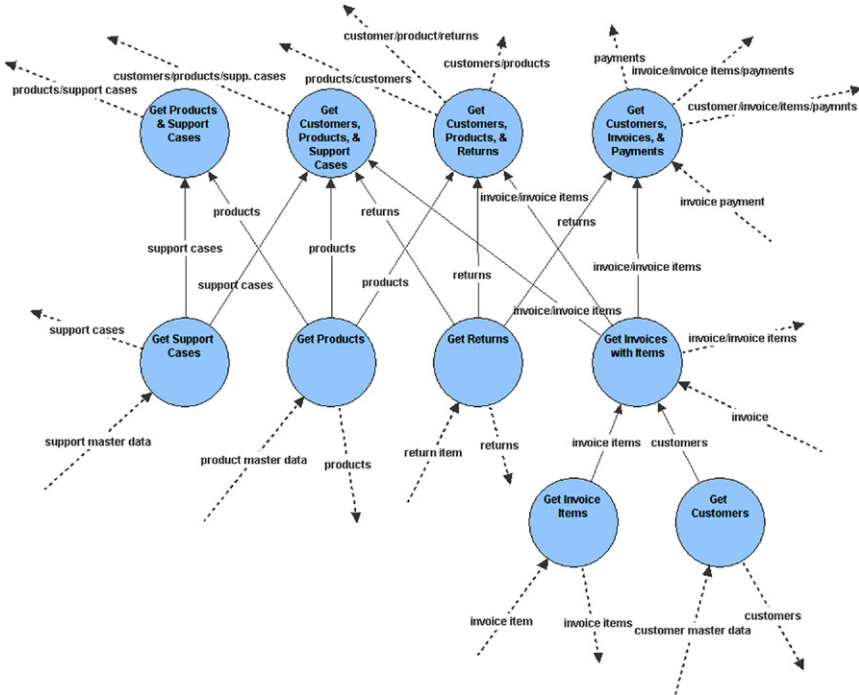 customer/product/returns
payments
customers/products
invoice/invoice items/payments
customers/products/supp. cases
products/customers
products/support cases
customer/invoice/items/paymnts
Get Products
& Support
Cases
Get
Customers,
Products, &
Support
Cases
Get
Customers,
Products, &
Returns
Get
Customers,
Invoices, &
Payments
invoice/invoice items
invoice payment
products
returns
returns
support cases
products
invoice/invoice items
returns
support cases
products
invoice/invoice items
support cases
Get Support
Cases
Get Products
Get Returns
Get Invoices
with Items
invoice/invoice items
invoice
support master data
product master data
products
return item
returns
invoice items
customers
Get Invoice
Items
Get
Customers
invoice item
invoice items
customer master data
customers